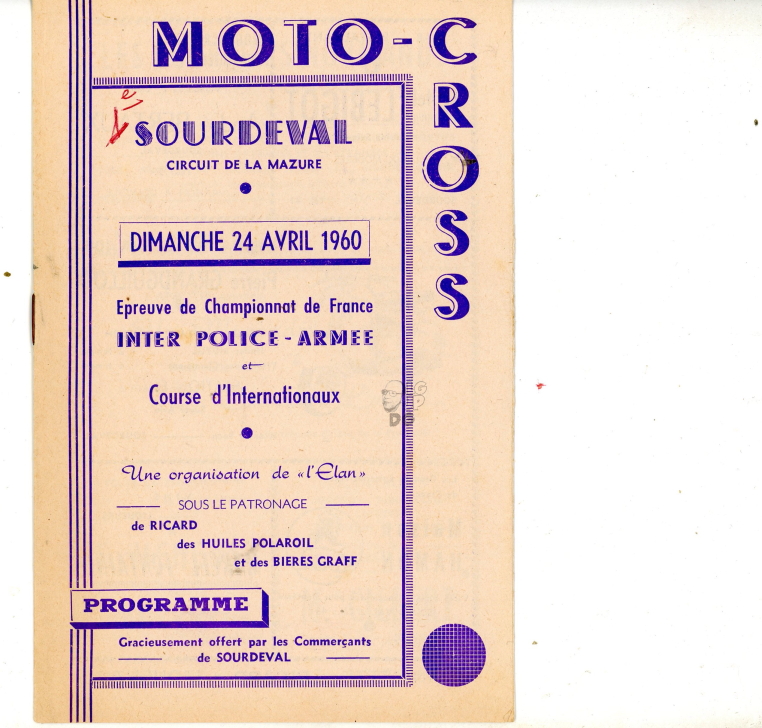 MOTO-CROSS
1e
SOURDEVAL
CIRCUIT DE LA MAZURE
DIMANCHE 24 AVRIL 1960
Epreuve de Championnat de France
INTER POLICE - ARMEE
et
Course d'Internationaux
Une organisation de « l'Elan »
SOUS LE PATRONAGE
de RICARD
des HUILES POLAROIL
et des BIERES GRAFF
PROGRAMME
Gracieusement offert par les Commerçants
de SOURDEVAL